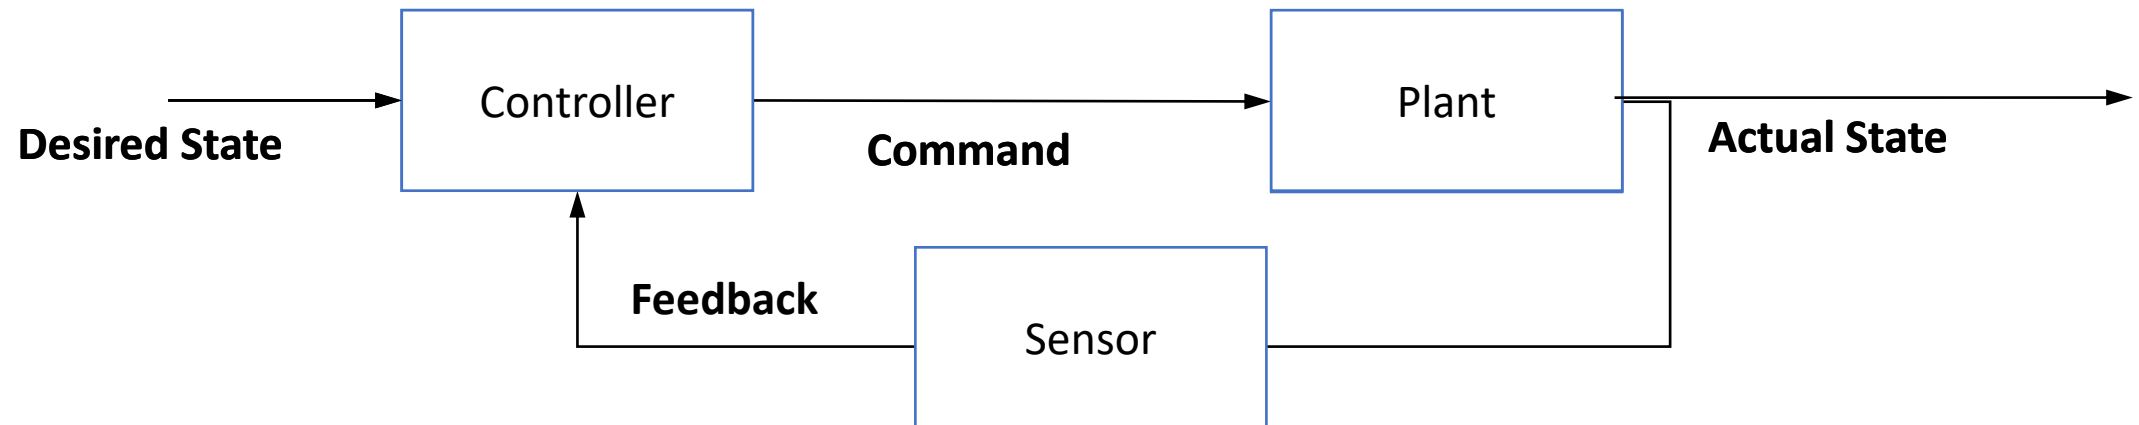 Controller
Plant
Desired State
Command
Actual State
Feedback
Sensor